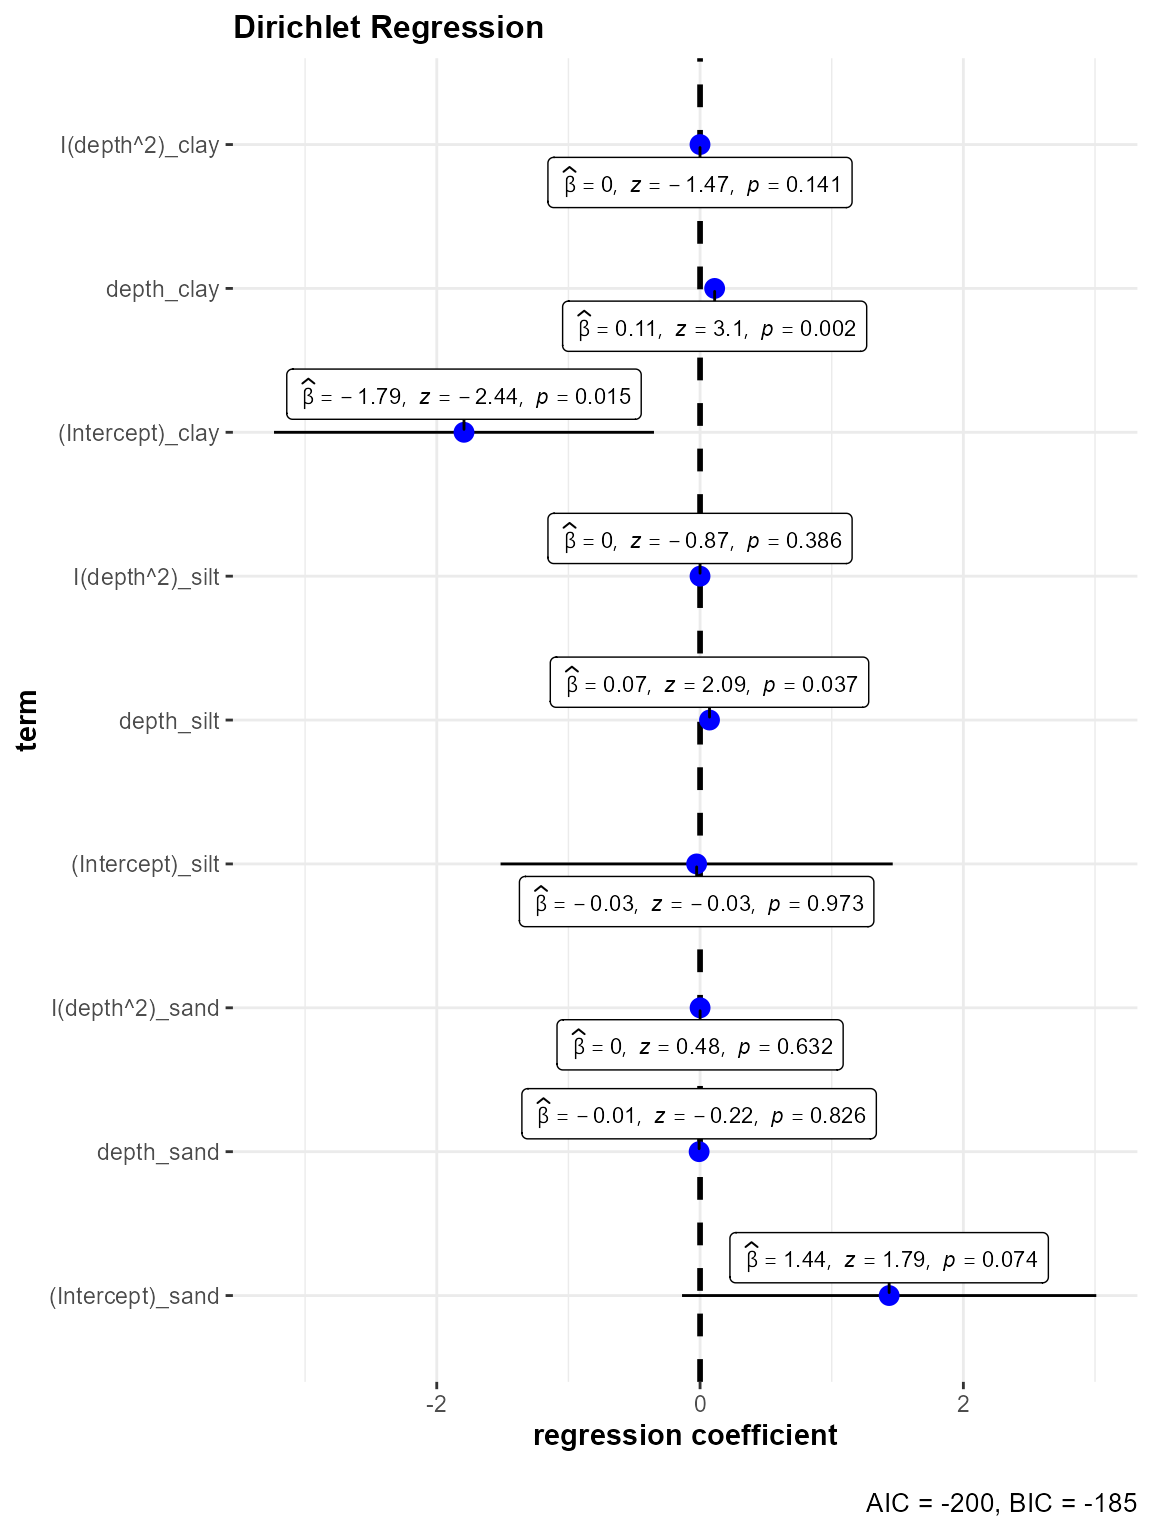 Dirichlet Regression
I(depth^2)_clay
β̂ = 0, z = −1.47, p = 0.141
depth_clay
β̂ = 0.11, z = 3.1, p = 0.002
β̂ = −1.79, z = −2.44, p = 0.015
(Intercept)_clay
β̂ = 0, z = −0.87, p = 0.386
I(depth^2)_silt
β̂ = 0.07, z = 2.09, p = 0.037
depth_silt
(Intercept)_silt
β̂ = −0.03, z = −0.03, p = 0.973
I(depth^2)_sand
β̂ = 0, z = 0.48, p = 0.632
β̂ = −0.01, z = −0.22, p = 0.826
depth_sand
β̂ = 1.44, z = 1.79, p = 0.074
(Intercept)_sand
term
-2 0 2
regression coefficient
AIC = -200, BIC = -185